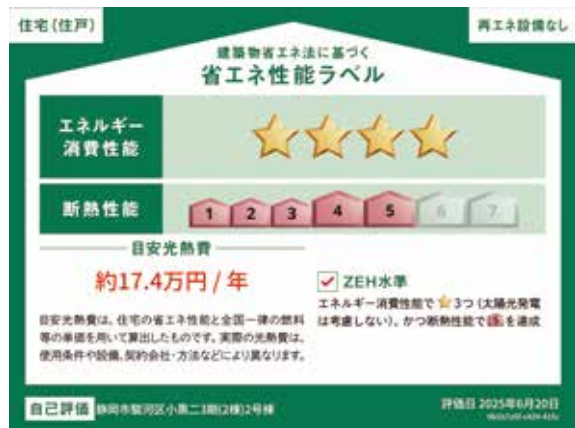 住宅(住戸)
再エネ設備なし
建築物省エネ法に基づく
省エネ性能ラベル
エネルギー
消費性能
断熱性能
1 2 3 4 5 6 7
目安光熱費
約17.4万円 / 年
目安光熱費は、住宅の省エネ性能と全国一律の燃料
等の単価を用いて算出したものです。実際の光熱費は、
使用条件や設備、契約会社・方法などにより異なります。
ZEH水準
エネルギー消費性能で 3つ (太陽光発電
は考慮しない)、かつ断熱性能で 5 を達成
自己評価 静岡市駿河区小黒二3期(2棟)2号棟
評価日 2025年6月20日